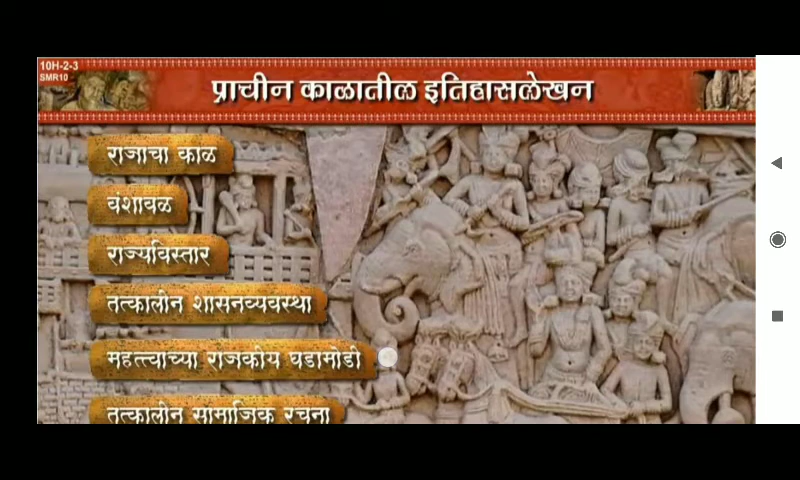 10H-2-3
SMR10
प्राचीन काळातील इतिहासलेखन
राजाचा काळ
वंशावळ
राज्यविस्तार
तत्कालीन शासनव्यवस्था
महत्त्वाच्या राजकीय घडामोडी
तत्कालीन सामाजिक रचना